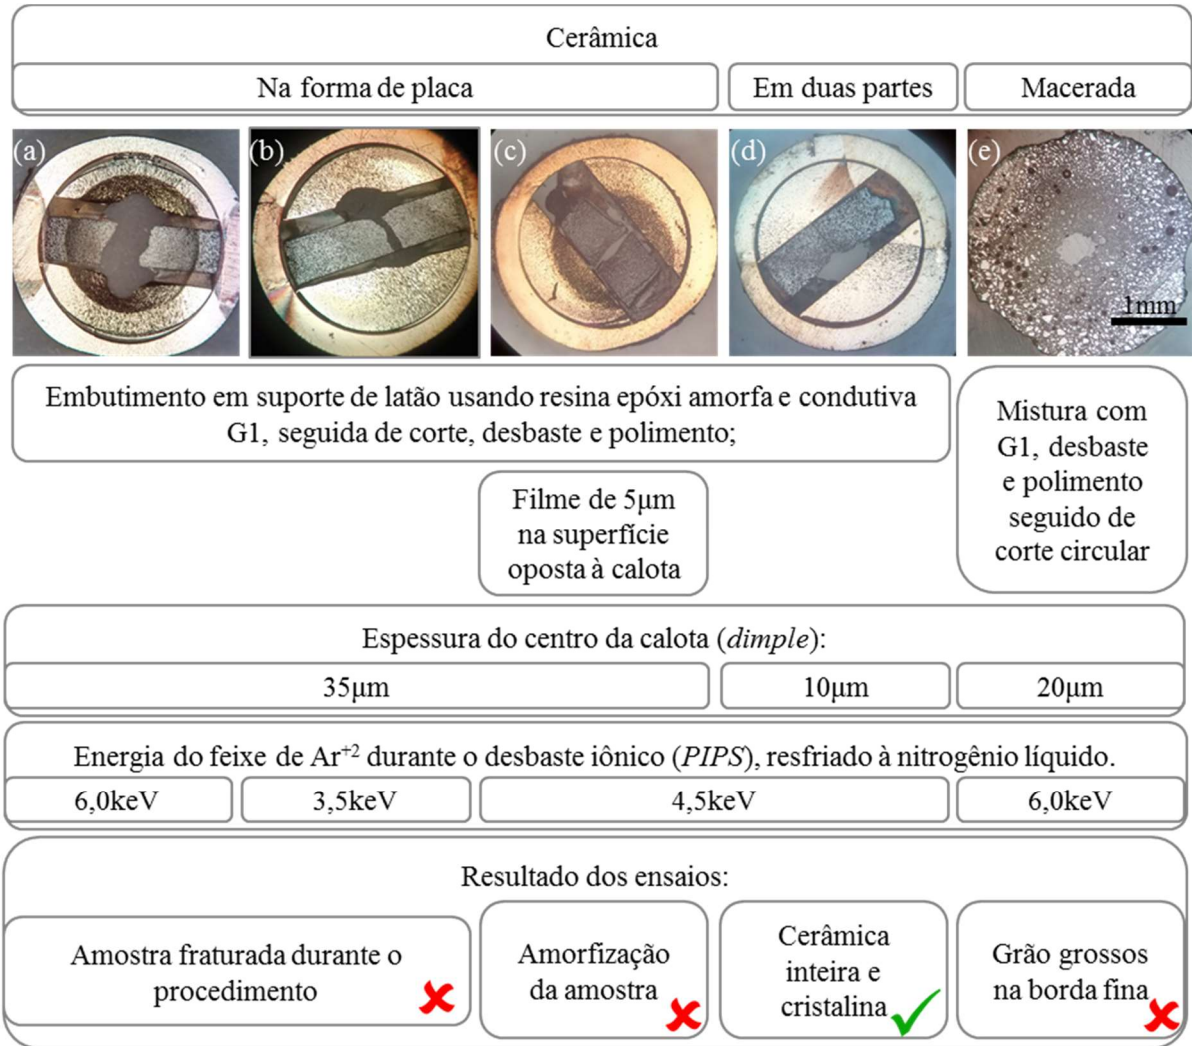 Cerâmica
Na forma de placa
Em duas partes
Macerada
(a)
(b)
(c)
(d)
(e)
1mm
Embutimento em suporte de latão usando resina epóxi amorfa e condutiva
G1, seguida de corte, desbaste e polimento;
Mistura com
G1, desbaste
e polimento
seguido de
corte circular
Filme de 5μm
na superfície
oposta à calota
Espessura do centro da calota (dimple):
35μm
10μm
20μm
Energia do feixe de Ar⁺² durante o desbaste iônico (PIPS), resfriado à nitrogênio líquido.
6,0keV
3,5keV
4,5keV
6,0keV
Resultado dos ensaios:
Amostra fraturada durante o
procedimento
Amorfização
da amostra
Cerâmica
inteira e
cristalina
Grão grossos
na borda fina